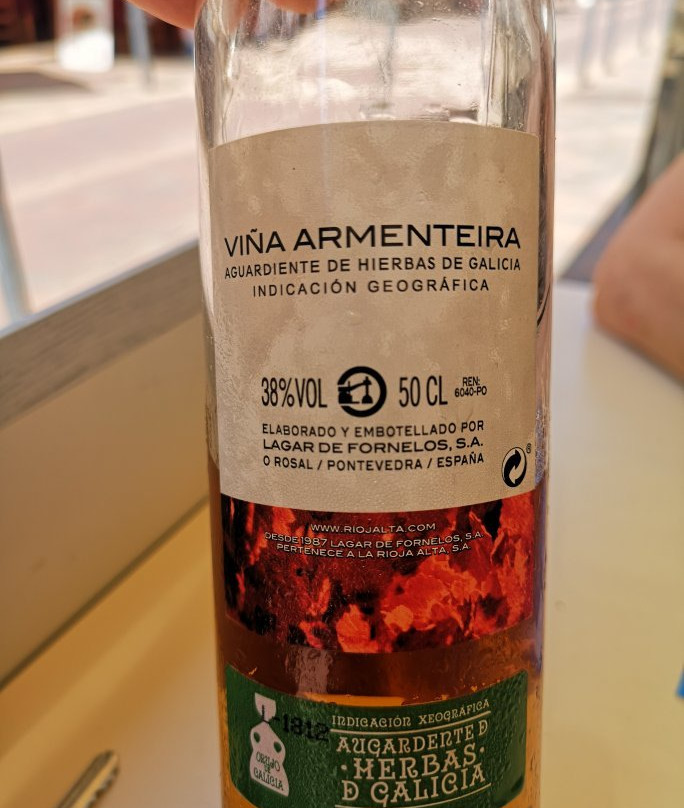 VIÑA ARMENTEIRA
AGUARDIENTE DE HIERBAS DE GALICIA
INDICACIÓN GEOGRÁFICA
38%VOL 50 CL REN: 6040-PO
ELABORADO Y EMBOTELLADO POR
LAGAR DE FORNELOS, S.A.
O ROSAL / PONTEVEDRA / ESPAÑA
®
WWW.RIOJALTA.COM
DESDE 1987 LAGAR DE FORNELOS, S.A.
PERTENECE A LA RIOJA ALTA, S.A.
L-1812
ORUJO DE GALICIA
INDICACIÓN XEOGRÁFICA
AUGARDENTE D
·HERBAS·
D GALICIA